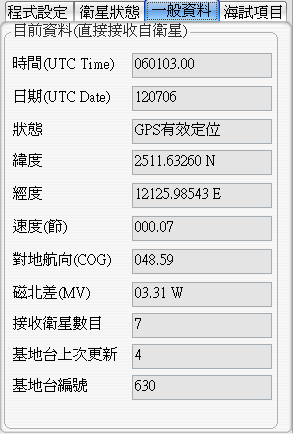 程式設定 衛星狀態 一般資料 海試項目
目前資料(直接接收自衛星)
時間(UTC Time) 060103.00
日期(UTC Date) 120706
狀態 GPS有效定位
緯度 2511.63260 N
經度 12125.98543 E
速度(節) 000.07
對地航向(COG) 048.59
磁北差(MV) 03.31 W
接收衛星數目 7
基地台上次更新 4
基地台編號 630